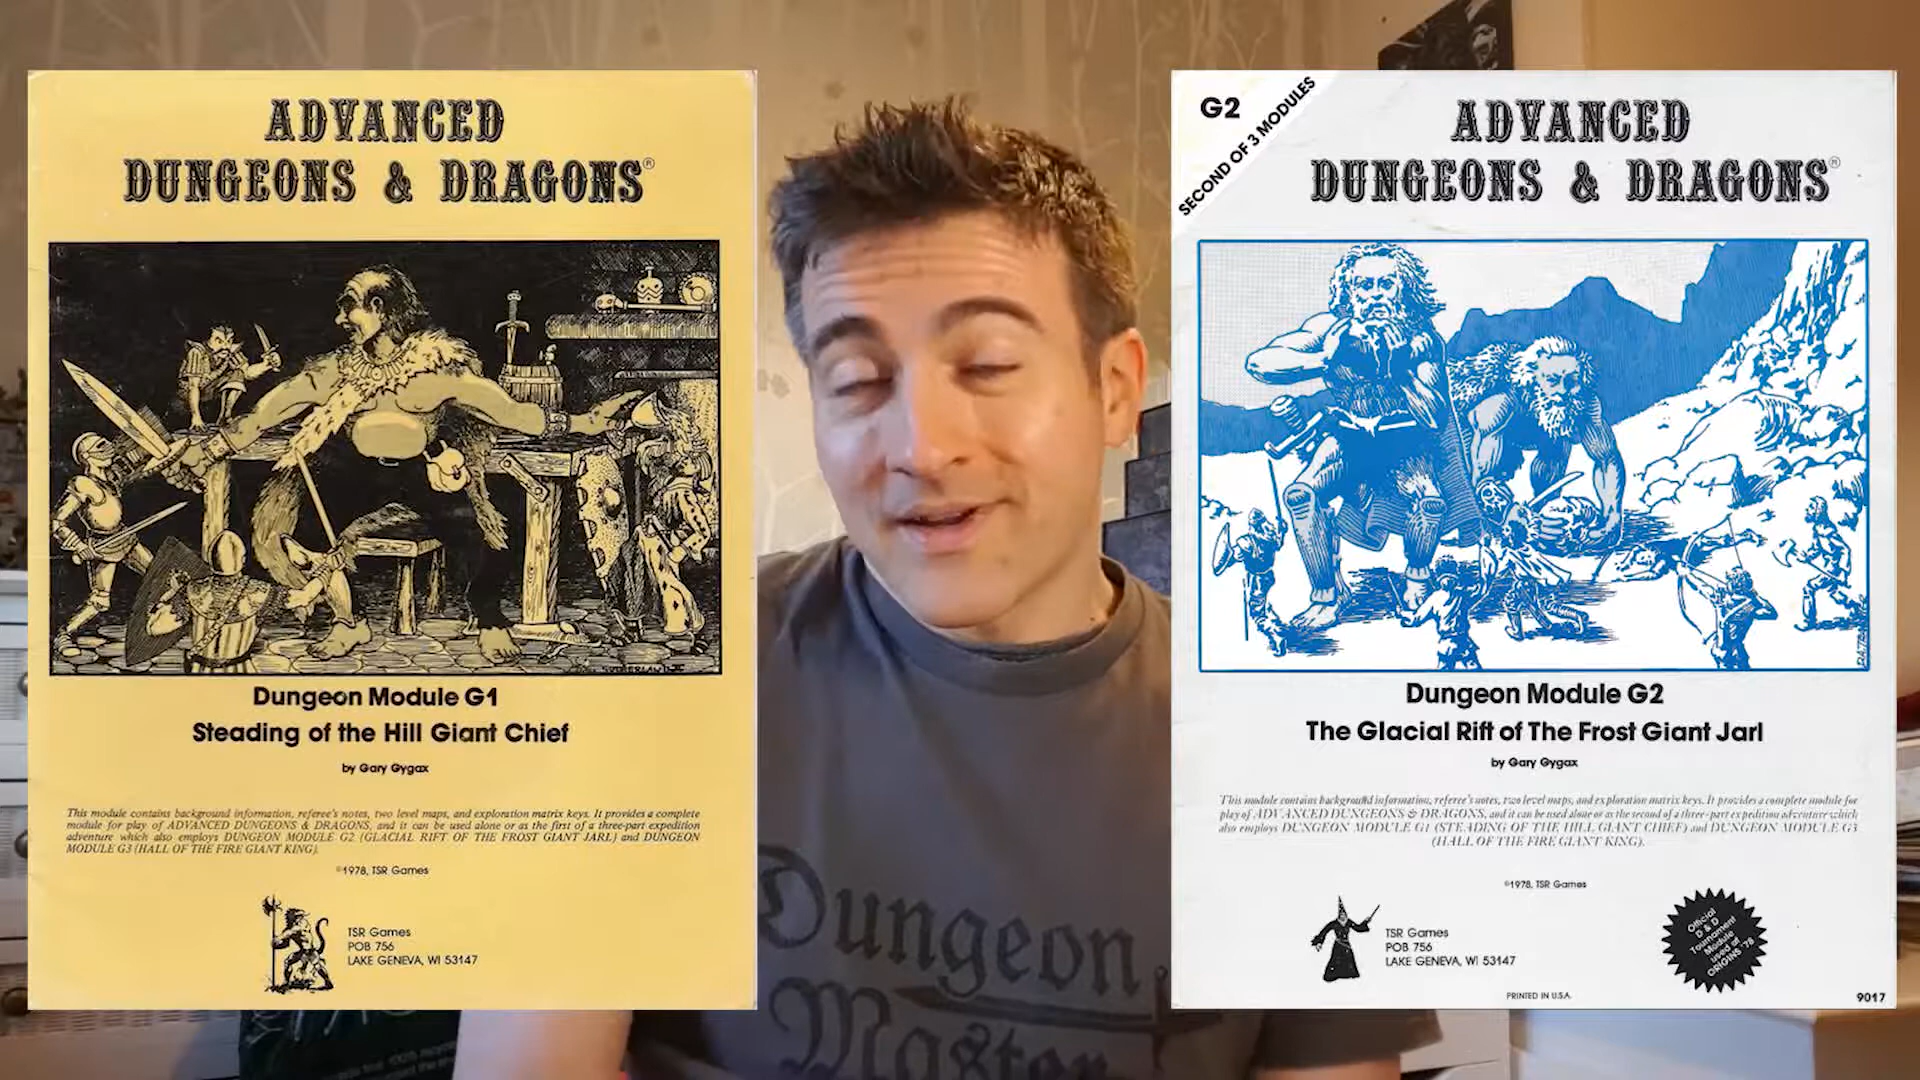 ADVANCED
DUNGEONS & DRAGONS®
Dungeon Module G1
Steading of the Hill Giant Chief
by Gary Gygax
This module contains background information, referee's notes, two level maps, and exploration matrix keys. It provides a complete
module for play of ADVANCED DUNGEONS & DRAGONS, and it can be used alone or as the first of a three-part expedition
adventure which also employs DUNGEON MODULE G2 (GLACIAL RIFT OF THE FROST GIANT JARL) and DUNGEON
MODULE G3 (HALL OF THE FIRE GIANT KING).
©1978, TSR Games
TSR Games
POB 756
LAKE GENEVA, WI 53147
Dungeon
Master
G2
SECOND OF 3 MODULES
ADVANCED
DUNGEONS & DRAGONS®
Dungeon Module G2
The Glacial Rift of The Frost Giant Jarl
by Gary Gygax
This module contains background information, referee's notes, two level maps, and exploration matrix keys. It provides a complete module for
play of ADVANCED DUNGEONS & DRAGONS, and it can be used alone or as the second of a three-part expedition adventure which
also employs DUNGEON MODULE G1 (STEADING OF THE HILL GIANT CHIEF) and DUNGEON MODULE G3
(HALL OF THE FIRE GIANT KING).
©1978, TSR Games
TSR Games
POB 756
LAKE GENEVA, WI 53147
Official
D & D
Tournament
Module
used at
ORIGINS '78
PRINTED IN U.S.A.
9017